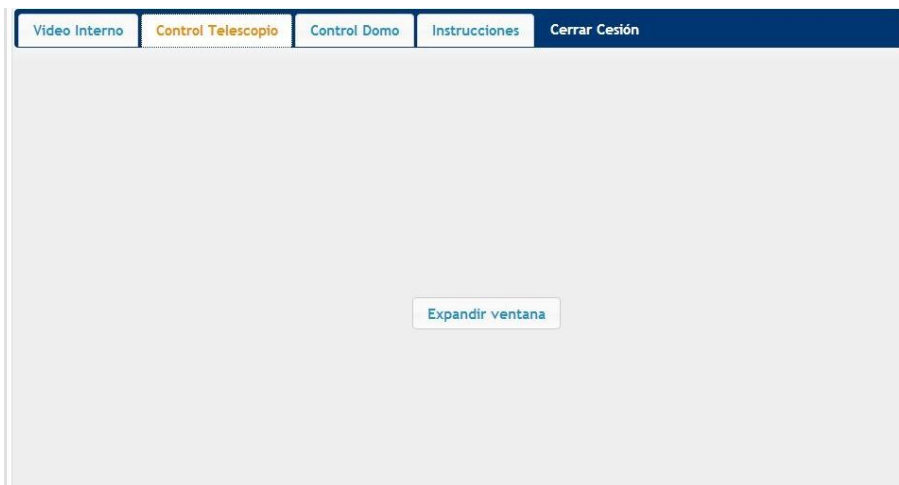 Video Interno Control Telescopio Control Domo Instrucciones Cerrar Cesión
Expandir ventana